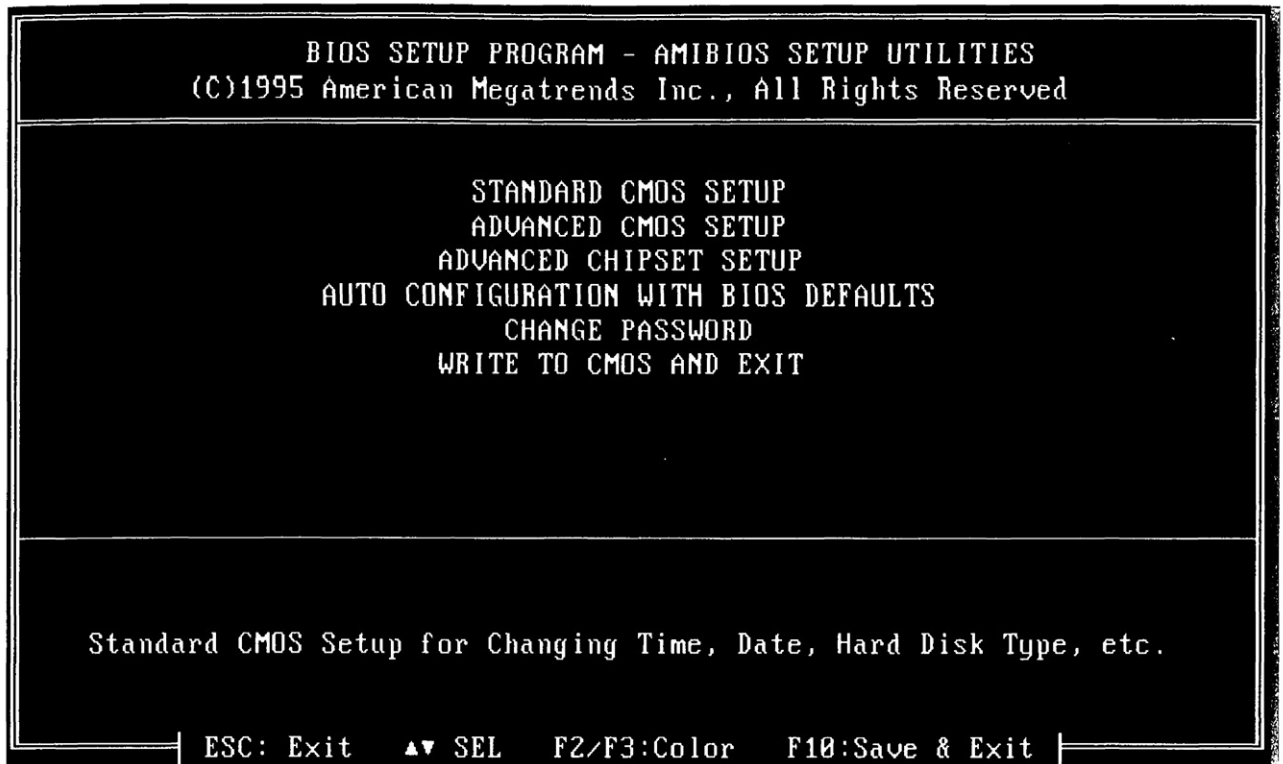 BIOS SETUP PROGRAM - AMIBIOS SETUP UTILITIES
(C)1995 American Megatrends Inc., All Rights Reserved
STANDARD CMOS SETUP
ADVANCED CMOS SETUP
ADVANCED CHIPSET SETUP
AUTO CONFIGURATION WITH BIOS DEFAULTS
CHANGE PASSWORD
WRITE TO CMOS AND EXIT
Standard CMOS Setup for Changing Time, Date, Hard Disk Type, etc.
ESC: Exit ▲▼ SEL F2/F3:Color F10:Save & Exit